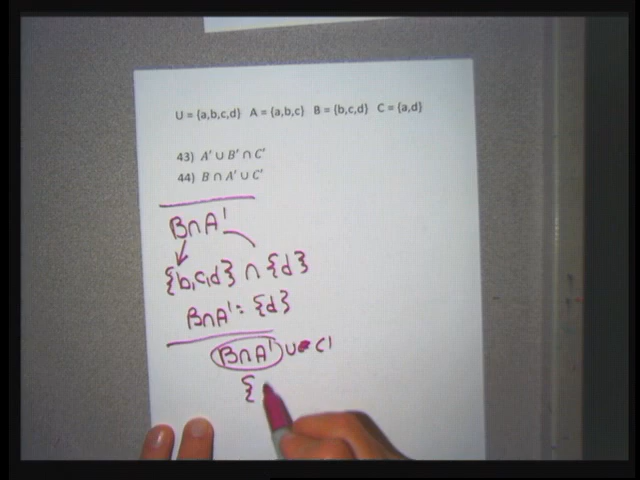 U = {a,b,c,d} A = {a,b,c} B = {b,c,d} C = {a,d}
43) A' ∪ B' ∩ C'
44) B ∩ A' ∪ C'
B∩A'
{b,c,d} ∩ {d}
B∩A' = {d}
B∩A' ∪ C'
{